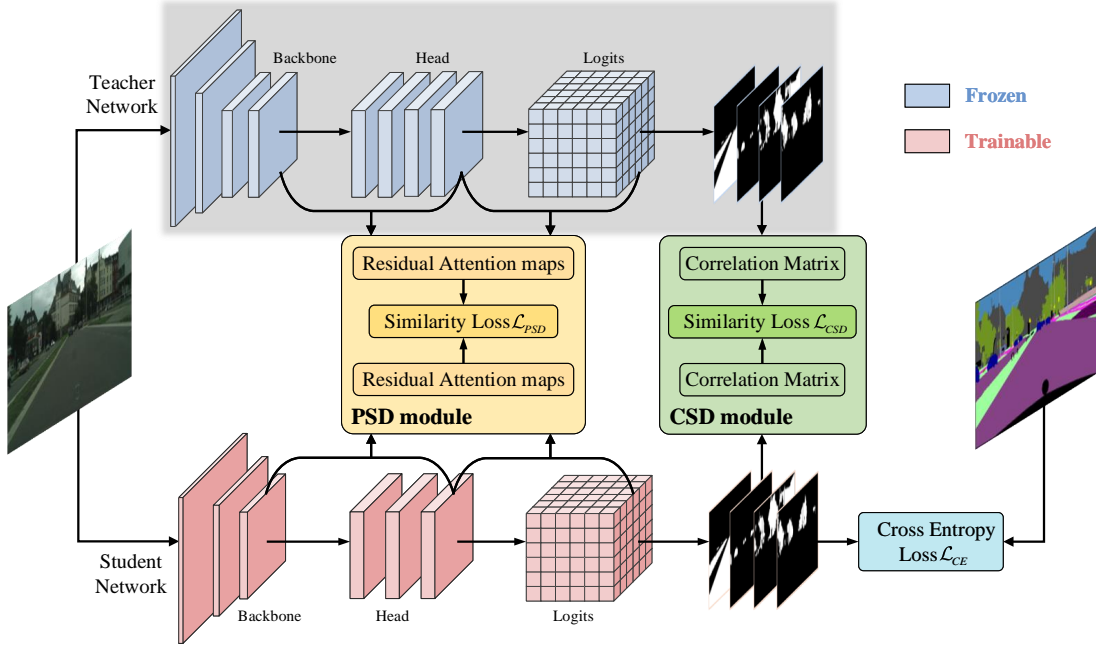 Backbone
Head
Logits
Teacher
Network
Frozen
Trainable
Residual Attention maps
Similarity Loss ℒPSD
Residual Attention maps
PSD module
Correlation Matrix
Similarity Loss ℒCSD
Correlation Matrix
CSD module
Cross Entropy
Loss ℒCE
Student
Network
Backbone
Head
Logits